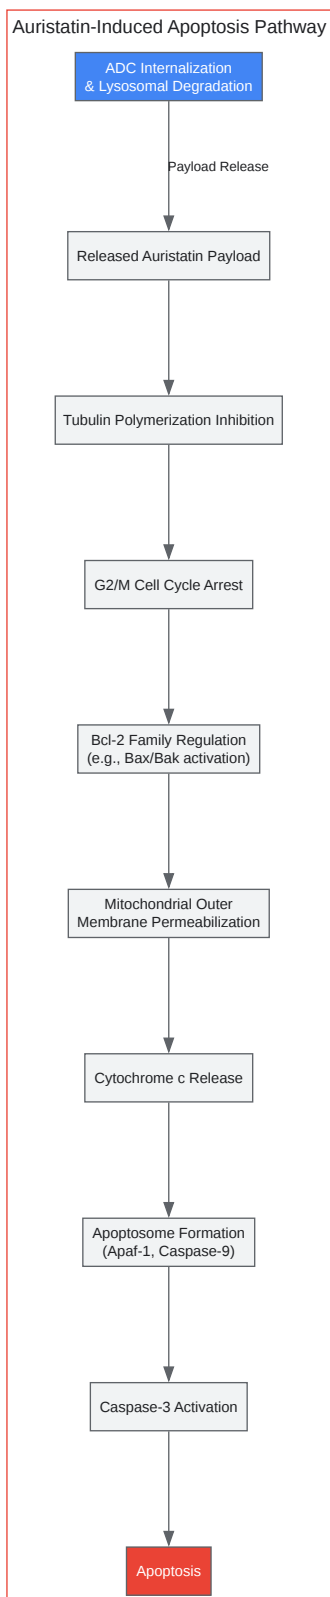 Auristatin-Induced Apoptosis Pathway
ADC Internalization
& Lysosomal Degradation
Payload Release
Released Auristatin Payload
Tubulin Polymerization Inhibition
G2/M Cell Cycle Arrest
Bcl-2 Family Regulation
(e.g., Bax/Bak activation)
Mitochondrial Outer
Membrane Permeabilization
Cytochrome c Release
Apoptosome Formation
(Apaf-1, Caspase-9)
Caspase-3 Activation
Apoptosis